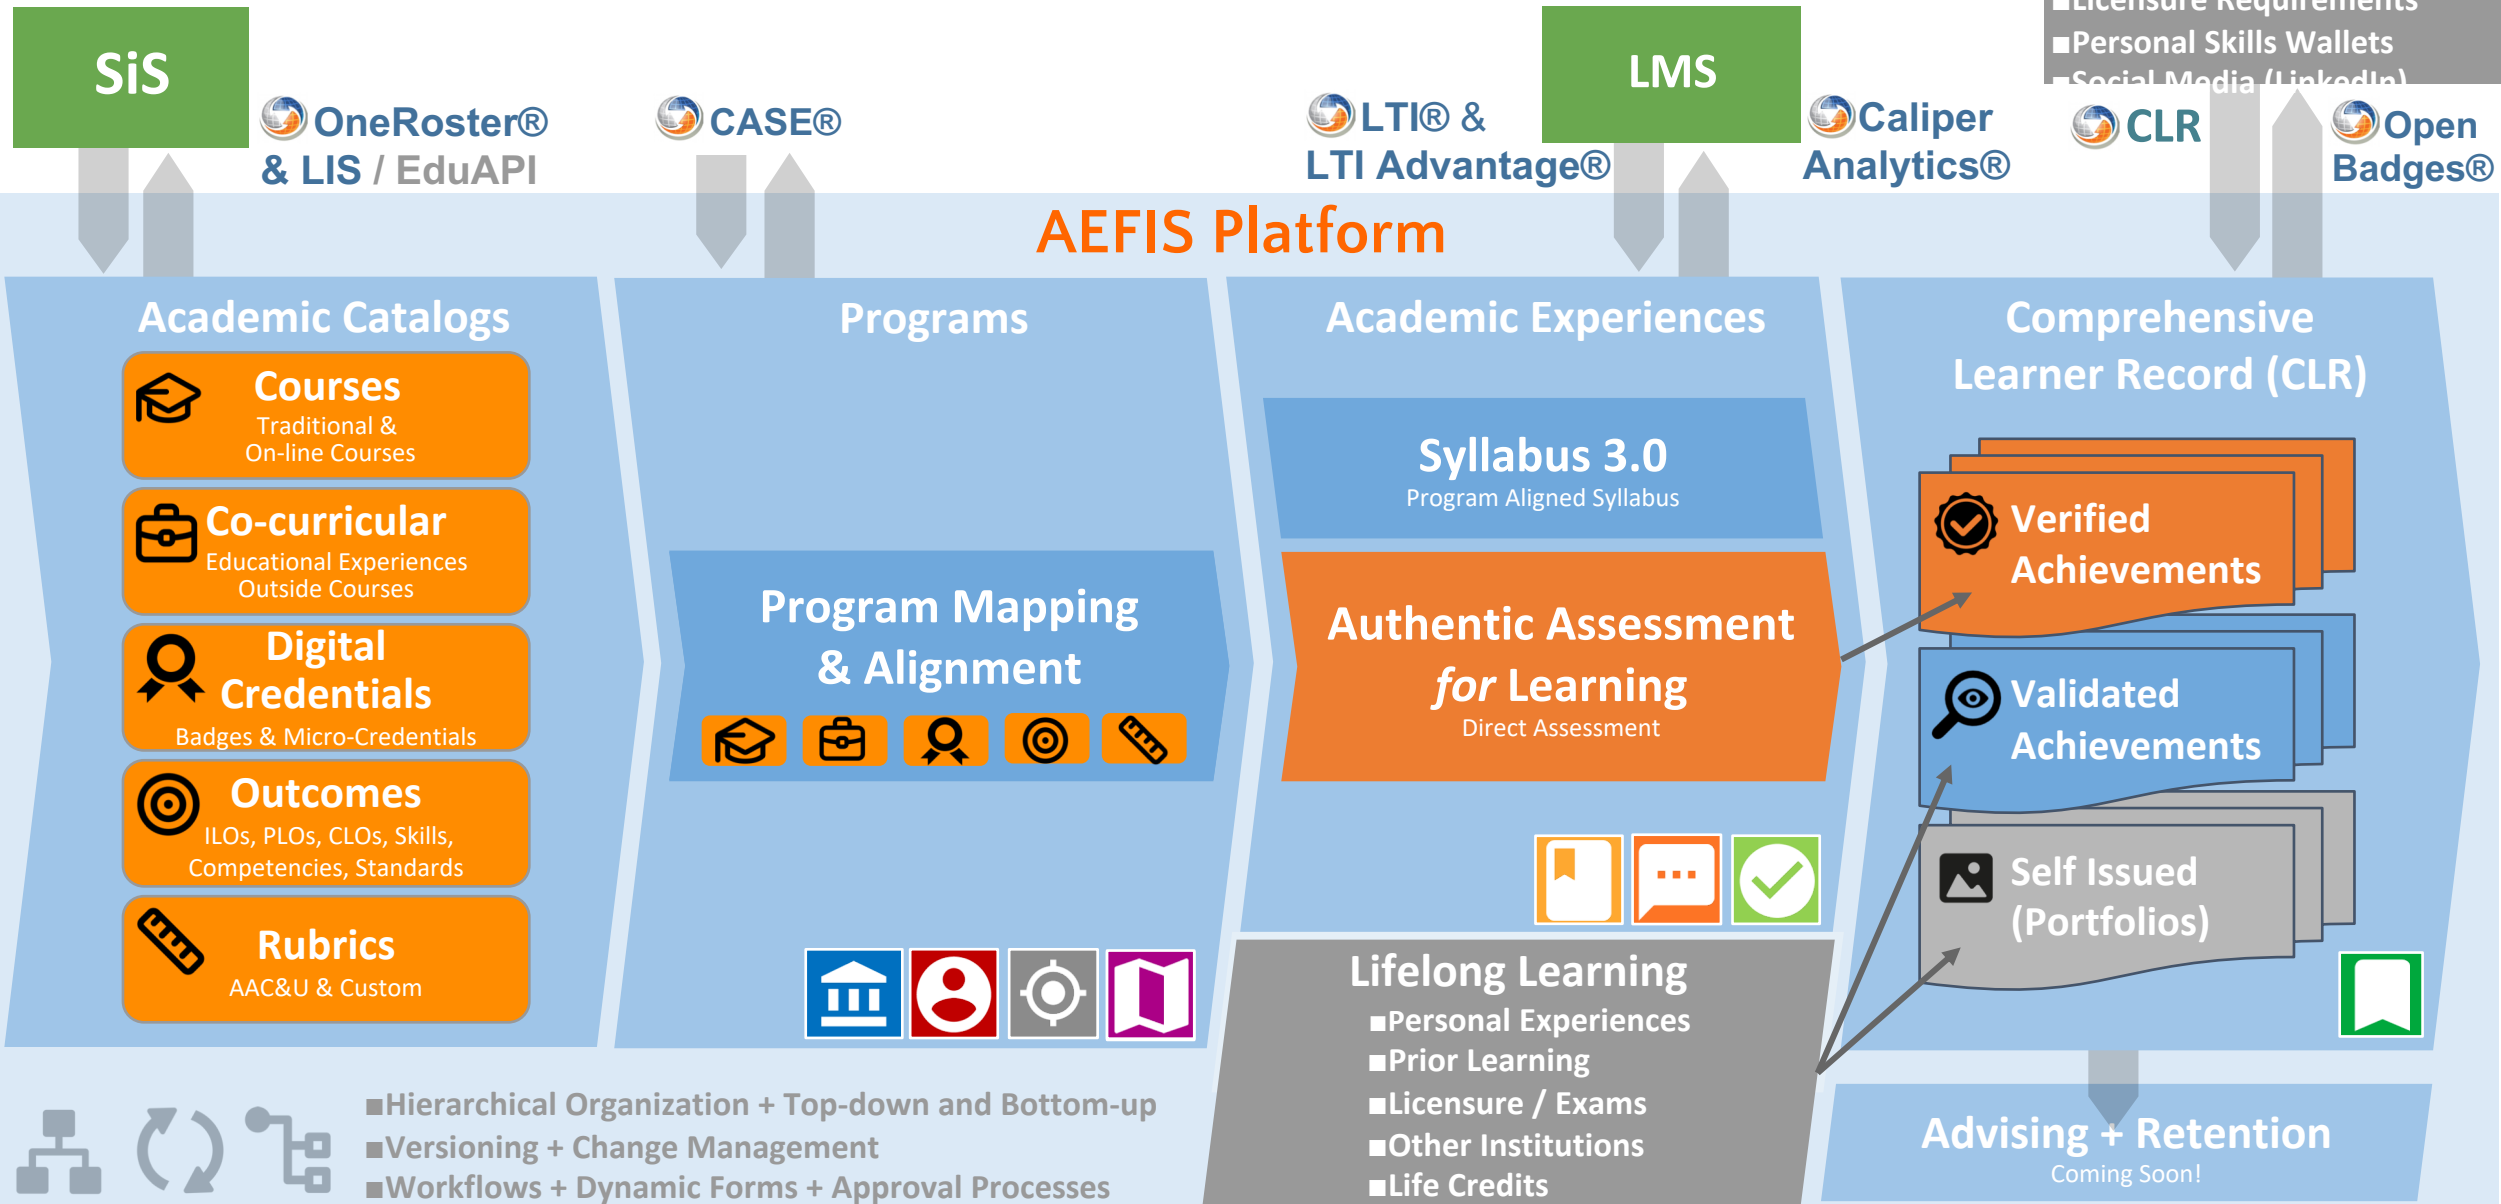 SiS
OneRoster®
& LIS / EduAPI
CASE®
LTI® &
LTI Advantage®
LMS
Caliper
Analytics®
■Licensure Requirements
■Personal Skills Wallets
■Social Media (LinkedIn)
CLR
Open
Badges®
AEFIS Platform
Academic Catalogs
Courses
Traditional &
On-line Courses
Co-curricular
Educational Experiences
Outside Courses
Digital
Credentials
Badges & Micro-Credentials
Outcomes
ILOs, PLOs, CLOs, Skills,
Competencies, Standards
Rubrics
AAC&U & Custom
Programs
Program Mapping
& Alignment
Academic Experiences
Syllabus 3.0
Program Aligned Syllabus
Authentic Assessment
for Learning
Direct Assessment
Lifelong Learning
■Personal Experiences
■Prior Learning
■Licensure / Exams
■Other Institutions
■Life Credits
Comprehensive
Learner Record (CLR)
Verified
Achievements
Validated
Achievements
Self Issued
(Portfolios)
Advising + Retention
Coming Soon!
■Hierarchical Organization + Top-down and Bottom-up
■Versioning + Change Management
■Workflows + Dynamic Forms + Approval Processes